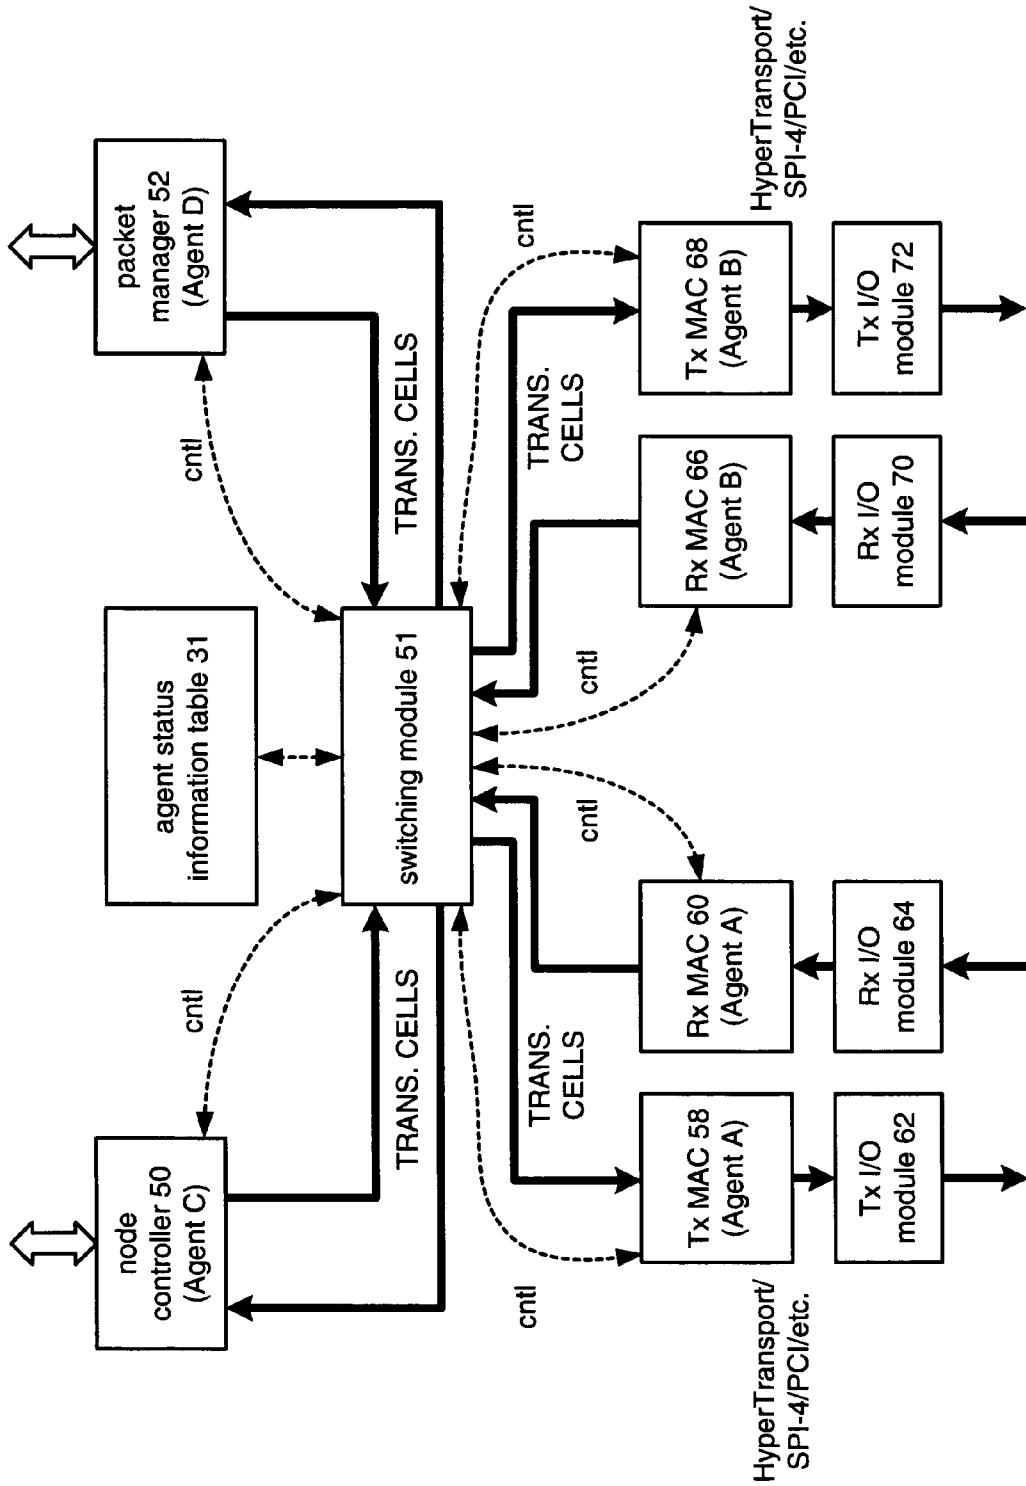 node
controller 50
(Agent C)
agent status
information table 31
packet
manager 52
(Agent D)
cntl
cntl
TRANS. CELLS
switching module 51
TRANS. CELLS
cntl
TRANS.
CELLS
cntl
cntl
TRANS.
CELLS
cntl
Tx MAC 58
(Agent A)
Rx MAC 60
(Agent A)
Rx MAC 66
(Agent B)
Tx MAC 68
(Agent B)
HyperTransport/
SPI-4/PCI/etc.
HyperTransport/
SPI-4/PCI/etc.
Tx I/O
module 62
Rx I/O
module 64
Rx I/O
module 70
Tx I/O
module 72